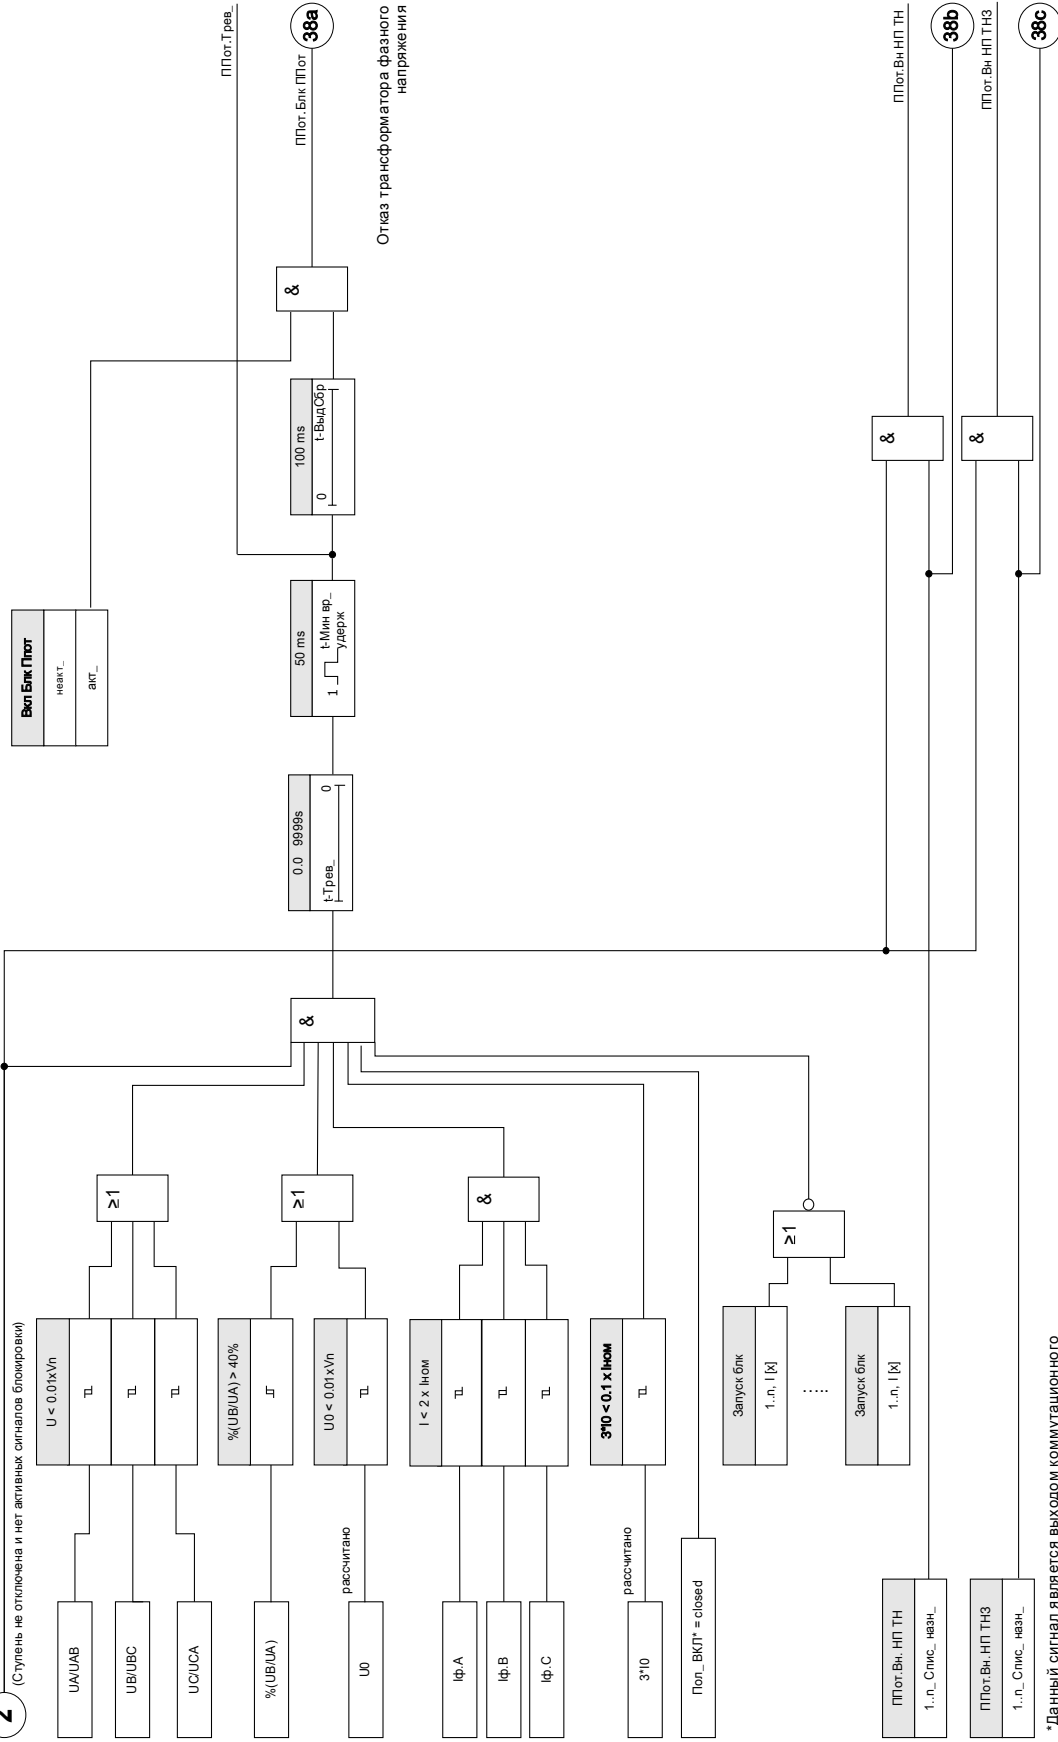 2
(Ступень не отключена и нет активных сигналов блокировки)
UA/UAB
UB/UBC
UC/UCA
U < 0.01xVn
≥1
%(UB/UA)
%(UB/UA) > 40%
U0
рассчитано
U0 < 0.01xVn
≥1
Iф.A
Iф.B
Iф.C
I < 2 x Iном
&
3*I0
рассчитано
3*I0 < 0.1 x Iном
Пол_ ВКЛ* = closed
Запуск блк
1..n, I [x]
.....
Запуск блк
1..n, I [x]
≥1
&
0.0 9999s
t-Трев_
0
50 ms
1
t-Мин вр_
удерж
100 ms
0
t-ВыдСбр
Вкл Блк Ппот
неакт_
акт_
&
ППот.Трев_
ППот.Блк ППот
38a
Отказ трансформатора фазного
напряжения
ППот.Вн. НП ТН
1..n_ Спис_ назн_
ППот.Вн. НП ТНЗ
1..n_ Спис_ назн_
&
&
ППот.Вн НП ТН
38b
ППот.Вн НП ТНЗ
38c
*Данный сигнал является выходом коммутационного